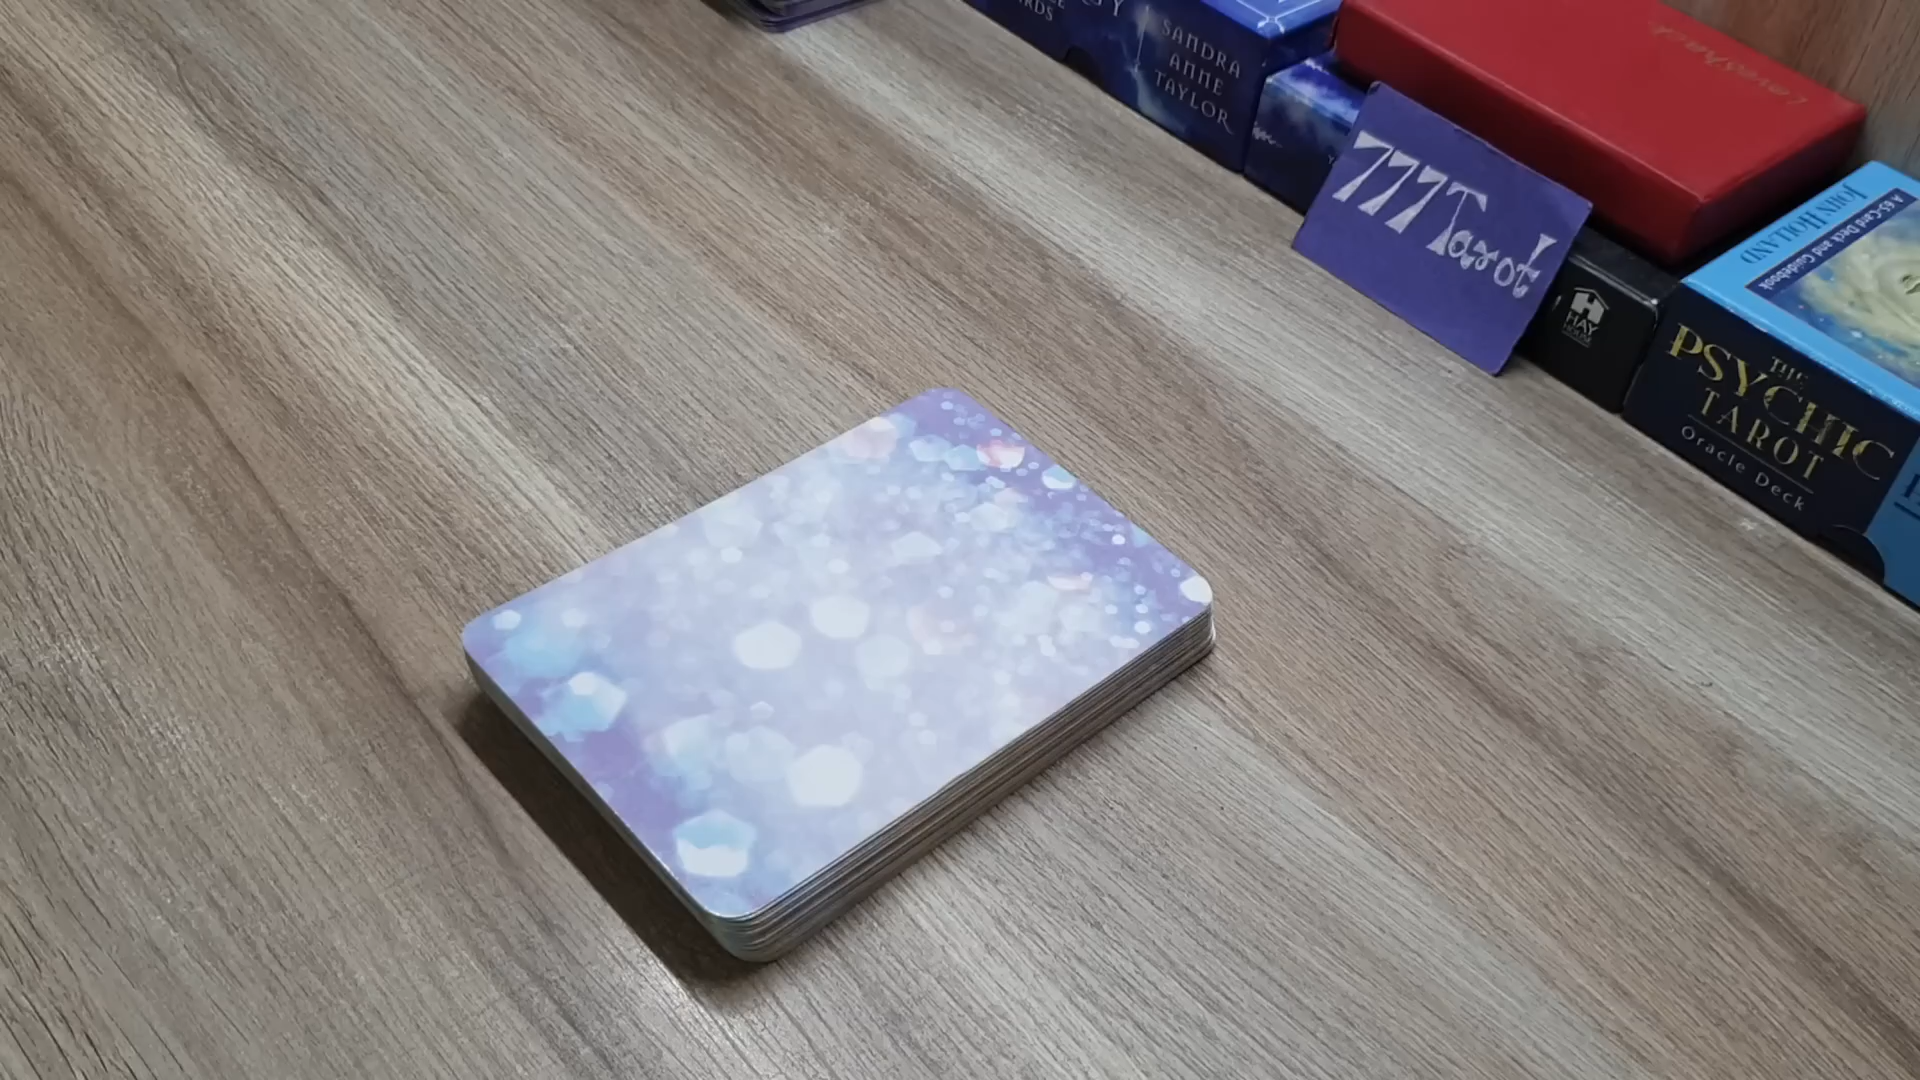 SANDRA
ANNE
TAYLOR
777Tarot
JOHN HOLLAND
A 65-Card Deck and Guidebook
HAY
HOUSE
THE
PSYCHIC
TAROT
Oracle Deck